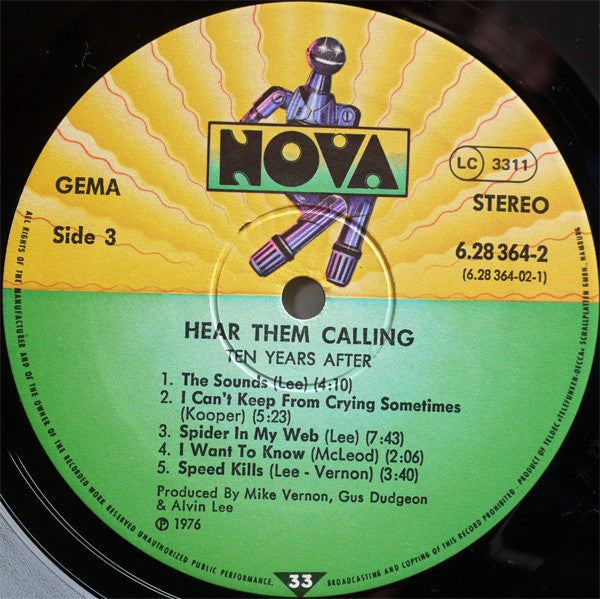 NOVA
LC 3311
GEMA
STEREO
Side 3
6.28 364-2
(6.28 364-02-1)
HEAR THEM CALLING
TEN YEARS AFTER
1. The Sounds (Lee) (4:10)
2. I Can't Keep From Crying Sometimes
(Kooper) (5:23)
3. Spider In My Web (Lee) (7:43)
4. I Want To Know (McLeod) (2:06)
5. Speed Kills (Lee - Vernon) (3:40)
Produced By Mike Vernon, Gus Dudgeon
& Alvin Lee
℗ 1976
33
ALL RIGHTS OF THE MANUFACTURER AND OF THE OWNER OF THE RECORDED WORK RESERVED UNAUTHORIZED PUBLIC PERFORMANCE, BROADCASTING AND COPYING OF THIS RECORD PROHIBITED. PRODUCT OF TELDEC »TELEFUNKEN-DECCA« SCHALLPLATTEN GMBH., HAMBURG